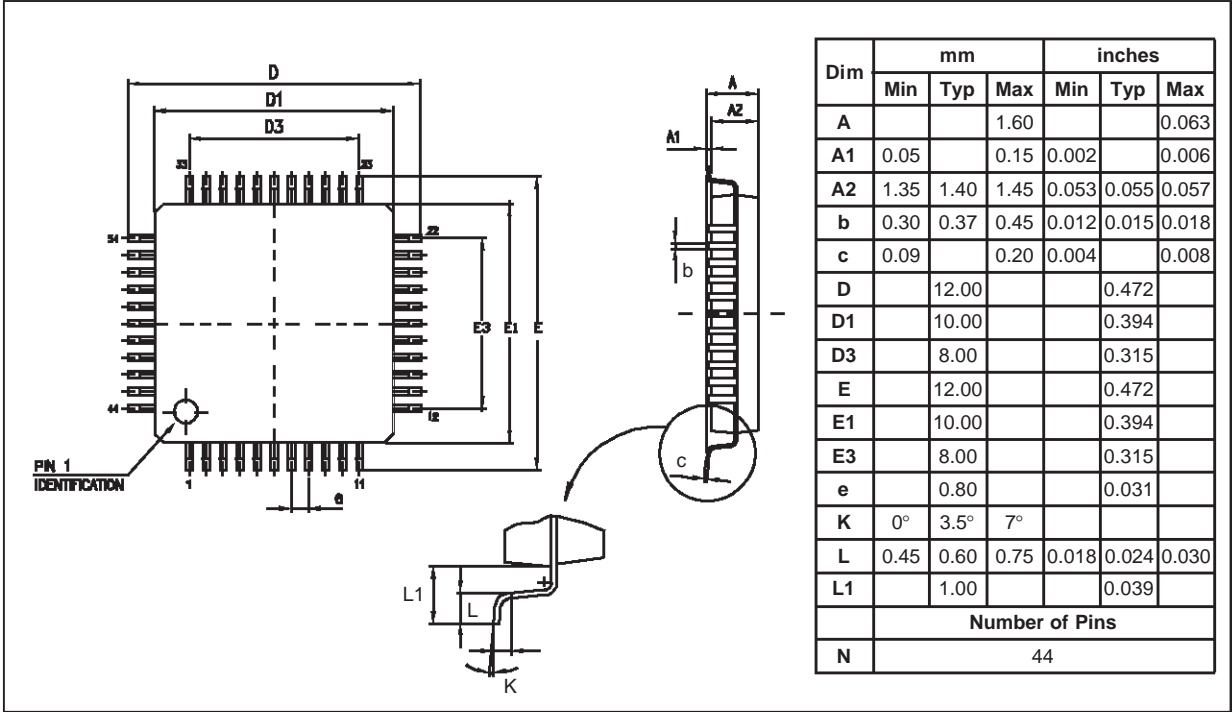 D
D1
D3
33
23
34
22
44
12
E3 E1 E
PIN 1
IDENTIFICATION
1
11
e
A
A2
A1
b
c
L1
L
K
Dim mm inches
Min Typ Max Min Typ Max
A 1.60 0.063
A1 0.05 0.15 0.002 0.006
A2 1.35 1.40 1.45 0.053 0.055 0.057
b 0.30 0.37 0.45 0.012 0.015 0.018
c 0.09 0.20 0.004 0.008
D 12.00 0.472
D1 10.00 0.394
D3 8.00 0.315
E 12.00 0.472
E1 10.00 0.394
E3 8.00 0.315
e 0.80 0.031
K 0° 3.5° 7°
L 0.45 0.60 0.75 0.018 0.024 0.030
L1 1.00 0.039
Number of Pins
N 44